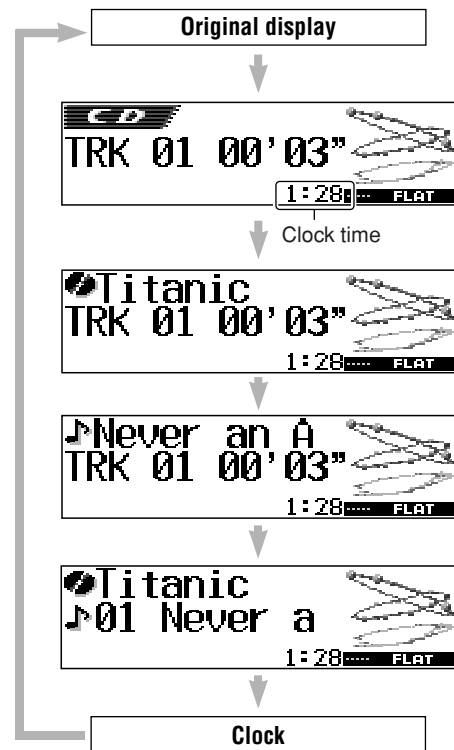 Original display
CD
TRK 01 00'03"
1:28 FLAT
Clock time
Titanic
TRK 01 00'03"
1:28 FLAT
Never an A
TRK 01 00'03"
1:28 FLAT
Titanic
01 Never a
1:28 FLAT
Clock